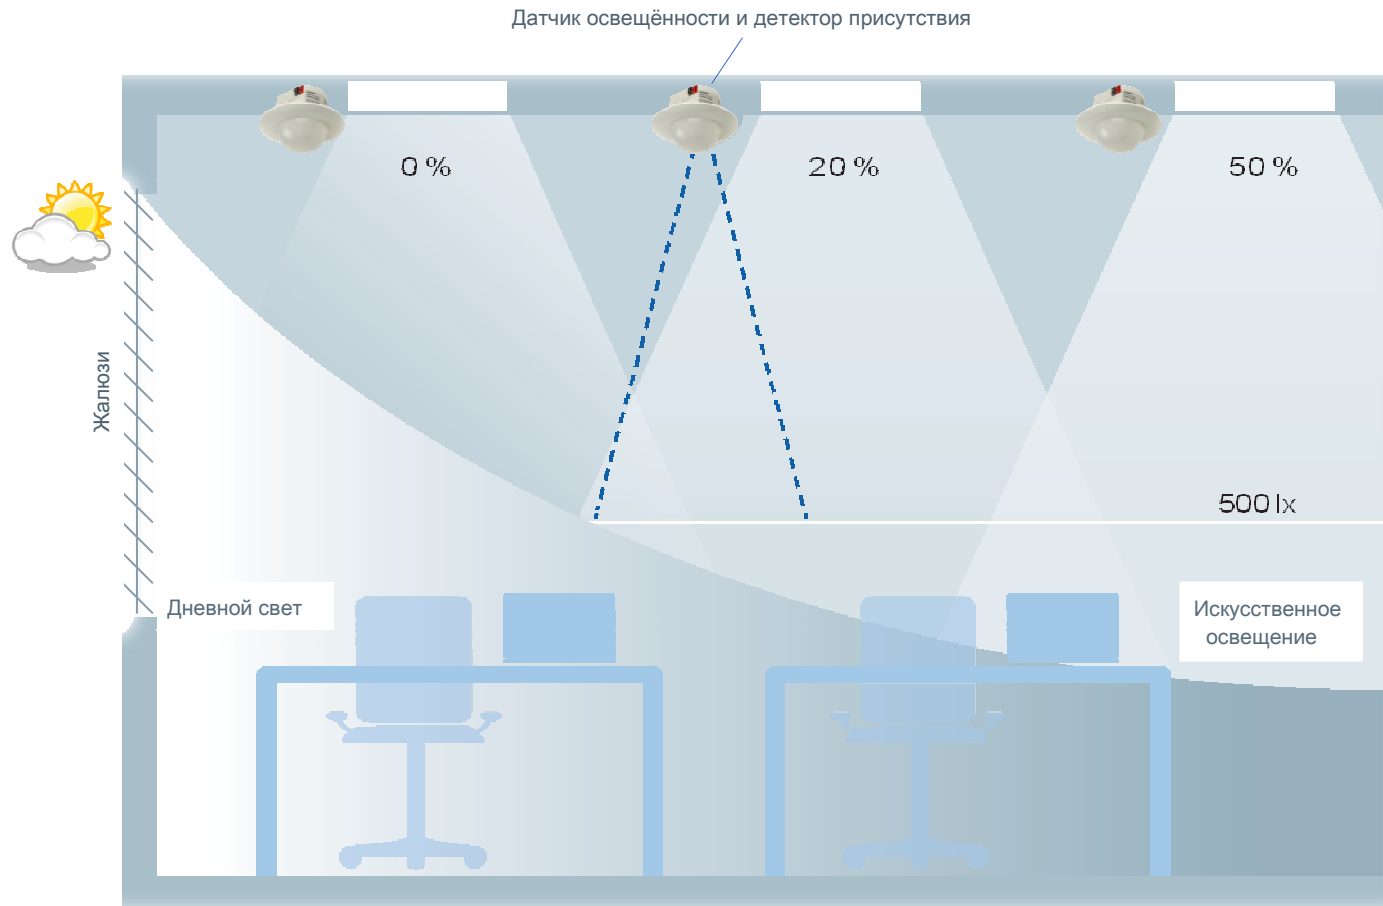 Датчик освещённости и детектор присутствия
0 %
20 %
50 %
Жалюзи
500 lx
Дневной свет
Искусственное
освещение